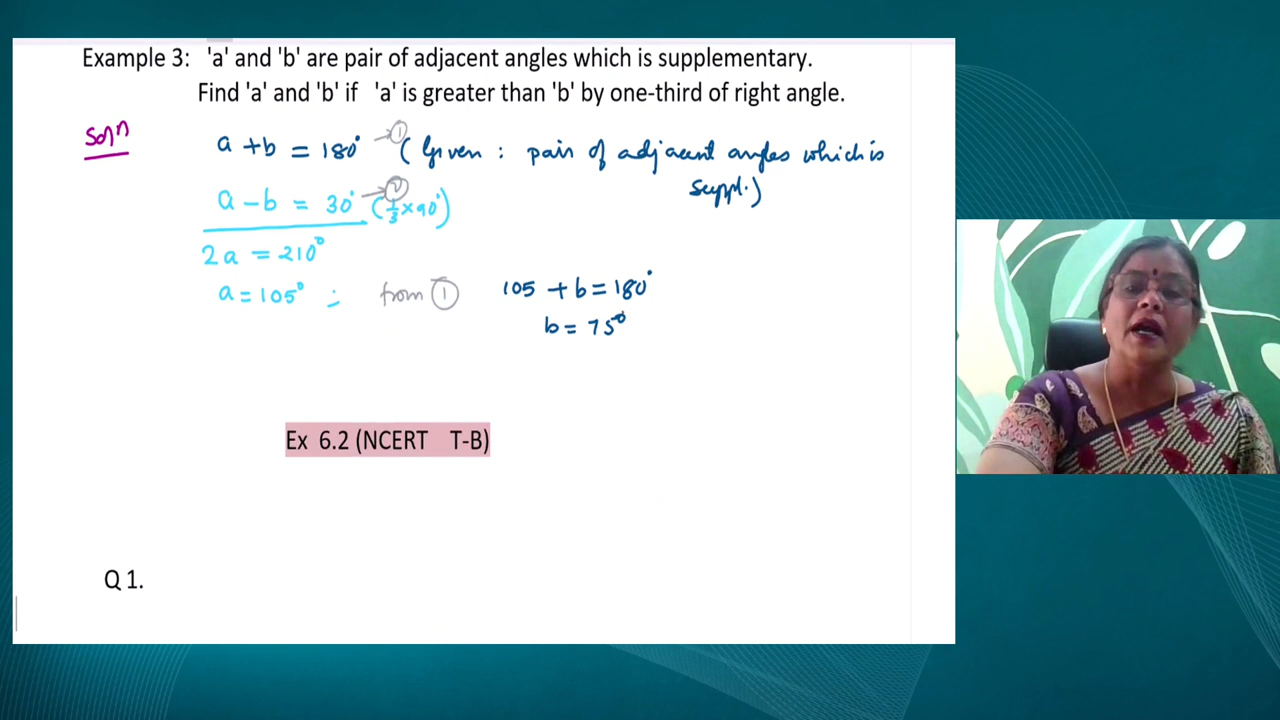 Example 3: 'a' and 'b' are pair of adjacent angles which is supplementary.
Find 'a' and 'b' if 'a' is greater than 'b' by one-third of right angle.
Soln
a + b = 180° → ① (Given : pair of adjacent angles which is
suppl.)
a - b = 30° → ② (1/3 × 90°)
2a = 210°
a = 105° ; from ① 105 + b = 180°
b = 75°
Ex 6.2 (NCERT T-B)
Q 1.